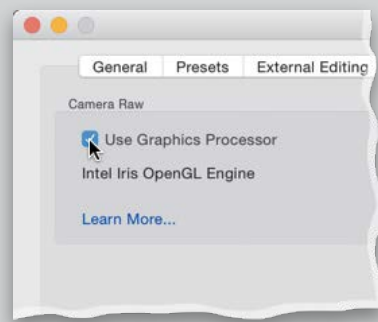 General Presets External Editing
Camera Raw
Use Graphics Processor
Intel Iris OpenGL Engine
Learn More...